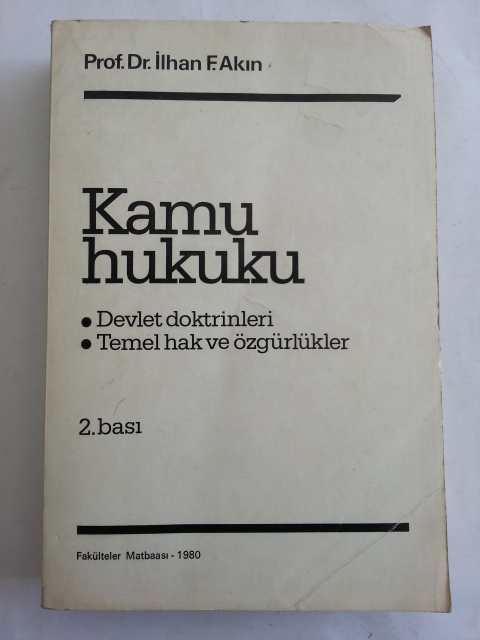 Prof. Dr. İlhan F. Akın
Kamu
hukuku
• Devlet doktrinleri
• Temel hak ve özgürlükler
2. bası
Fakülteler Matbaası - 1980